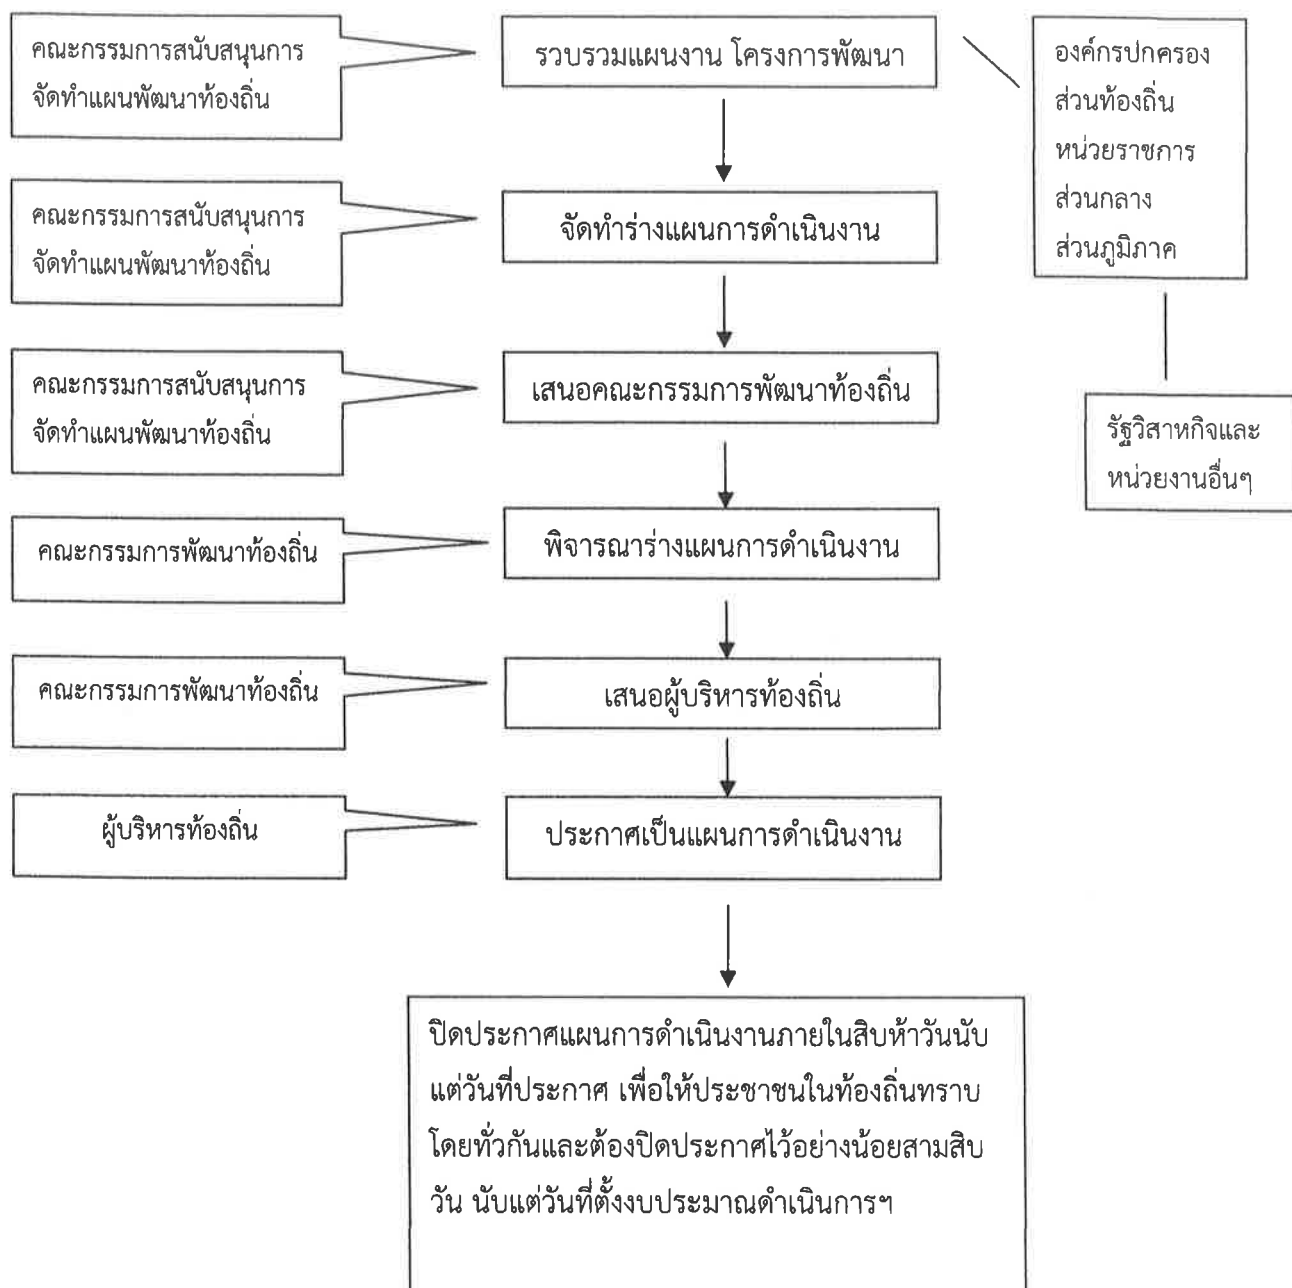 คณะกรรมการสนับสนุนการ
จัดทำแผนพัฒนาท้องถิ่น
รวบรวมแผนงาน โครงการพัฒนา
องค์กรปกครอง
ส่วนท้องถิ่น
หน่วยราชการ
ส่วนกลาง
ส่วนภูมิภาค
คณะกรรมการสนับสนุนการ
จัดทำแผนพัฒนาท้องถิ่น
จัดทำร่างแผนการดำเนินงาน
คณะกรรมการสนับสนุนการ
จัดทำแผนพัฒนาท้องถิ่น
เสนอคณะกรรมการพัฒนาท้องถิ่น
รัฐวิสาหกิจและ
หน่วยงานอื่นๆ
คณะกรรมการพัฒนาท้องถิ่น
พิจารณาร่างแผนการดำเนินงาน
คณะกรรมการพัฒนาท้องถิ่น
เสนอผู้บริหารท้องถิ่น
ผู้บริหารท้องถิ่น
ประกาศเป็นแผนการดำเนินงาน
ปิดประกาศแผนการดำเนินงานภายในสิบห้าวันนับ
แต่วันที่ประกาศ เพื่อให้ประชาชนในท้องถิ่นทราบ
โดยทั่วกันและต้องปิดประกาศไว้อย่างน้อยสามสิบ
วัน นับแต่วันที่ตั้งงบประมาณดำเนินการฯ